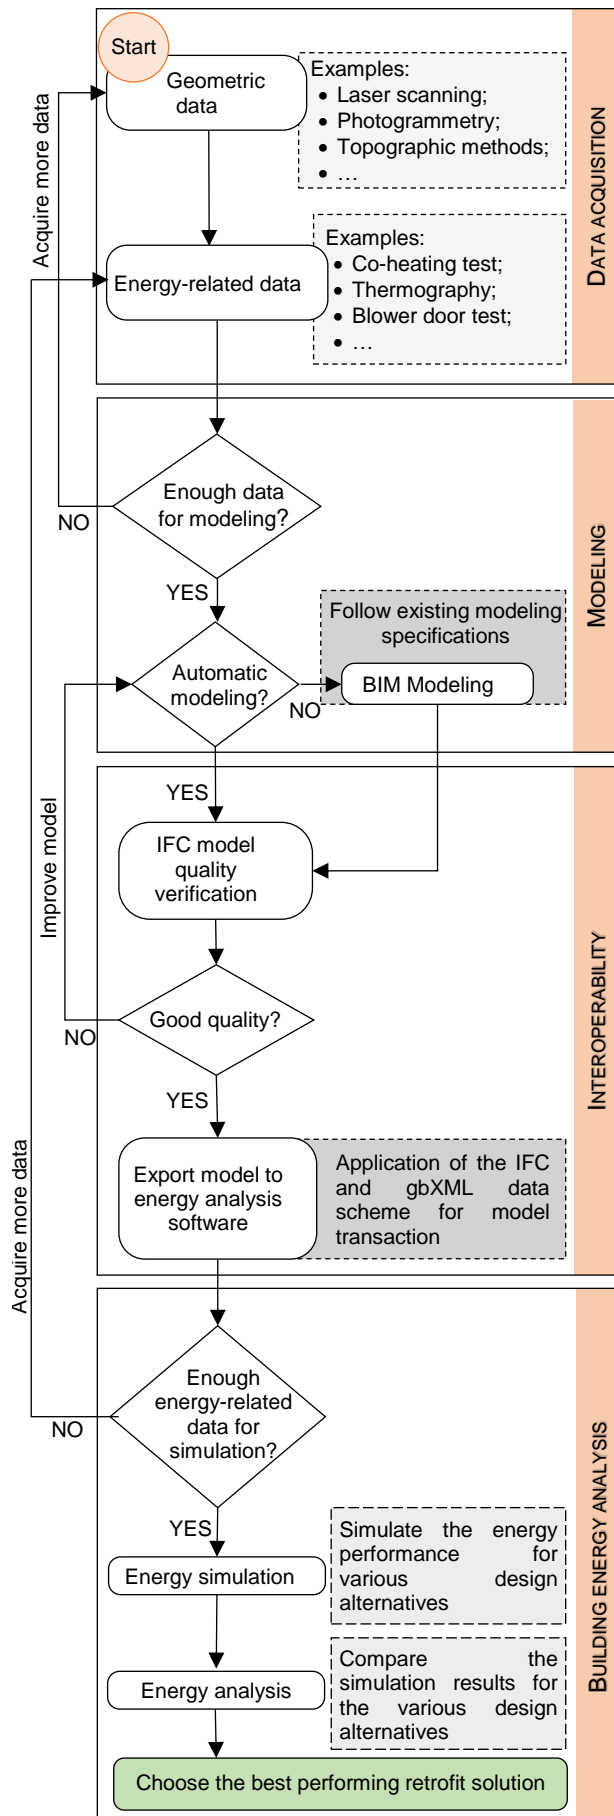 Start
Geometric
data
Examples:
• Laser scanning;
• Photogrammetry;
• Topographic methods;
• …
Acquire more data
DATA ACQUISITION
Energy-related data
Examples:
• Co-heating test;
• Thermography;
• Blower door test;
• …
Enough data
for modeling?
NO
YES
MODELING
Follow existing modeling
specifications
Automatic
modeling?
NO
BIM Modeling
YES
IFC model
quality
verification
Improve model
INTEROPERABILITY
Good quality?
NO
YES
Export model to
energy analysis
software
Application of the IFC
and gbXML data
scheme for model
transaction
Acquire more data
Enough
energy-related
data for
simulation?
NO
YES
BUILDING ENERGY ANALYSIS
Energy simulation
Simulate the energy
performance for
various design
alternatives
Energy analysis
Compare the
simulation results for
the various design
alternatives
Choose the best performing retrofit solution